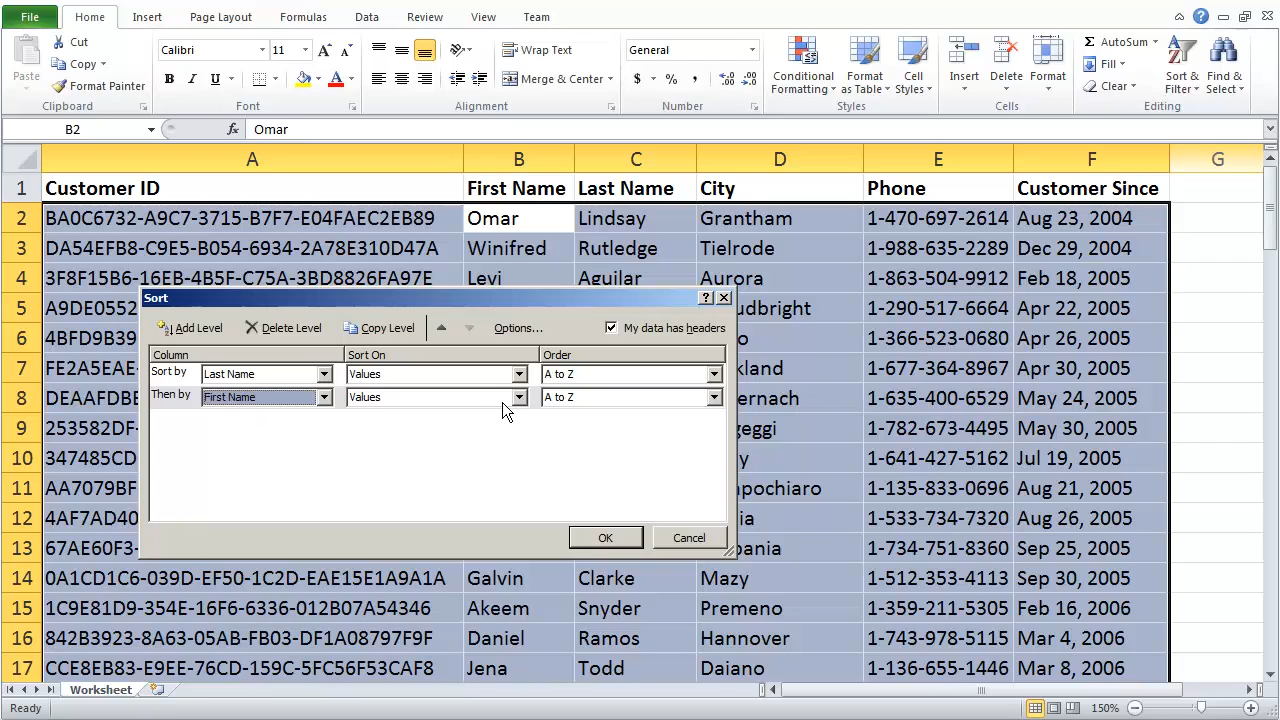 File Home Insert Page Layout Formulas Data Review View Team
Paste Cut Calibri 11 Wrap Text General Conditional Formatting Format as Table Cell Styles Insert Delete Format AutoSum Sort & Filter Find & Select
Copy Fill
Format Painter B I U Merge & Center $ % , Clear
Clipboard Font Alignment Number Styles Cells Editing
B2 fx Omar
A B C D E F G
1 Customer ID First Name Last Name City Phone Customer Since
2 BA0C6732-A9C7-3715-B7F7-E04FAEC2EB89 Omar Lindsay Grantham 1-470-697-2614 Aug 23, 2004
3 DA54EFB8-C9E5-B054-6934-2A78E310D47A Winifred Rutledge Tielrode 1-988-635-2289 Dec 29, 2004
4 3F8F15B6-16EB-4B5F-C75A-3BD8826FA97E Levi Aguilar Aurora 1-863-504-9912 Feb 18, 2005
5 A9DE0552 udbright 1-290-517-6664 Apr 22, 2005
6 4BFD9B39 o 1-366-523-0680 Apr 26, 2005
7 FE2A5EAE kland 1-677-364-8967 Apr 30, 2005
8 DEAAFDBE ernach 1-635-400-6529 May 24, 2005
9 253582DF- geggi 1-782-673-4495 May 30, 2005
10 347485CD y 1-641-427-5162 Jul 19, 2005
11 AA7079BF mpochiaro 1-135-833-0696 Aug 21, 2005
12 4AF7AD40 ia 1-533-734-7320 Aug 26, 2005
13 67AE60F3- pania 1-734-751-8360 Sep 25, 2005
14 0A1CD1C6-039D-EF50-1C2D-EAE15E1A9A1A Galvin Clarke Mazy 1-512-353-4113 Sep 30, 2005
15 1C9E81D9-354E-16F6-6336-012B07A54346 Akeem Snyder Premeno 1-359-211-5305 Feb 16, 2006
16 842B3923-8A63-05AB-FB03-DF1A08797F9F Daniel Ramos Hannover 1-743-978-5115 Mar 4, 2006
17 CCE8EB83-E9EE-76CD-159C-5FC56F53CAF8 Jena Todd Daiano 1-136-655-1446 Mar 8, 2006
Sort
Add Level Delete Level Copy Level Options... My data has headers
Column Sort On Order
Sort by Last Name Values A to Z
Then by First Name Values A to Z
OK Cancel
Worksheet
Ready 150%